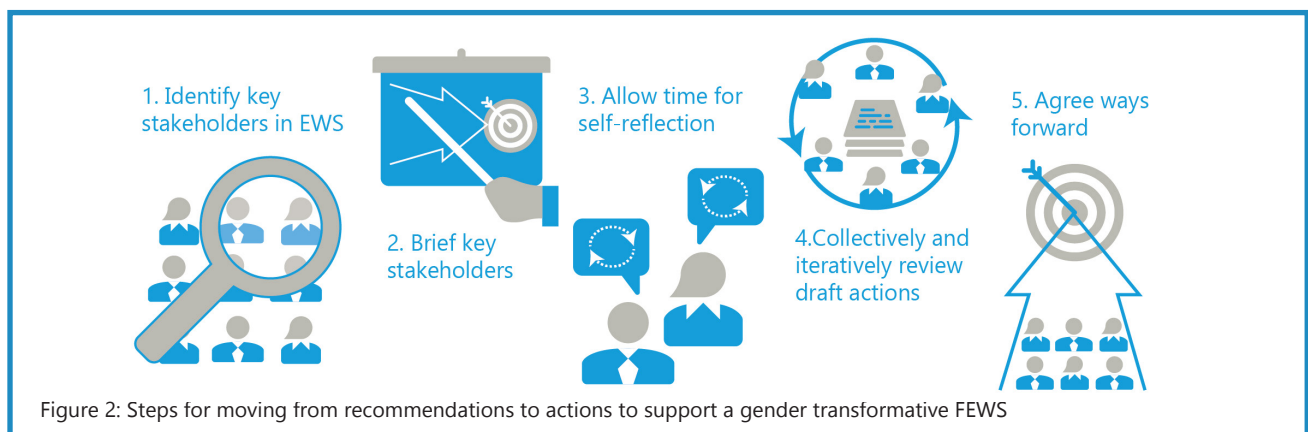 1. Identify key
stakeholders in EWS
2. Brief key
stakeholders
3. Allow time for
self-reflection
4.Collectively and
iteratively review
draft actions
5. Agree ways
forward
Figure 2: Steps for moving from recommendations to actions to support a gender transformative FEWS